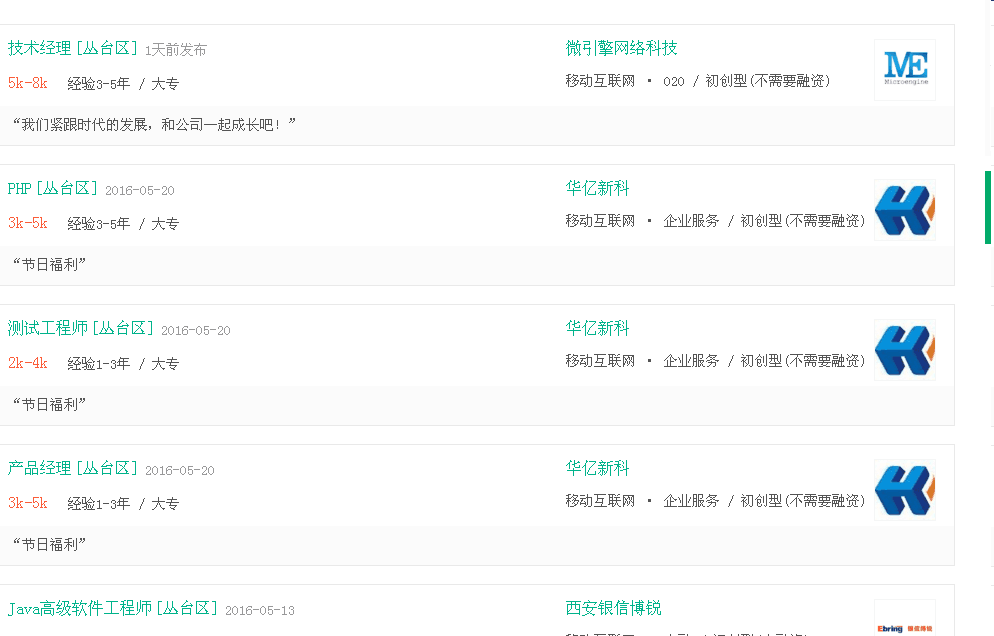 技术经理 [丛台区] 1天前发布
微引擎网络科技
5k-8k 经验3-5年 / 大专
移动互联网 · O2O / 初创型(不需要融资)
ME
Microengine
“我们紧跟时代的发展，和公司一起成长吧！”
PHP [丛台区] 2016-05-20
华亿新科
3k-5k 经验3-5年 / 大专
移动互联网 · 企业服务 / 初创型(不需要融资)
“节日福利”
测试工程师 [丛台区] 2016-05-20
华亿新科
2k-4k 经验1-3年 / 大专
移动互联网 · 企业服务 / 初创型(不需要融资)
“节日福利”
产品经理 [丛台区] 2016-05-20
华亿新科
3k-5k 经验1-3年 / 大专
移动互联网 · 企业服务 / 初创型(不需要融资)
“节日福利”
Java高级软件工程师 [丛台区] 2016-05-13
西安银信博锐
Ebring 银信博锐